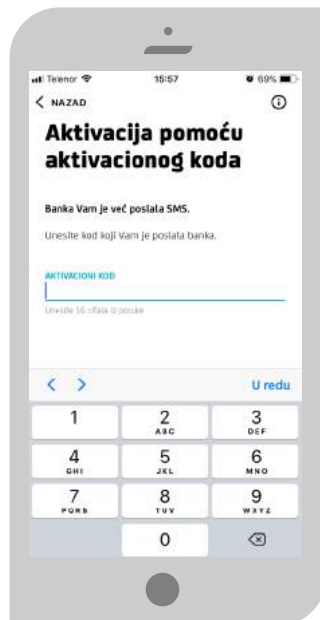 Telenor 15:57 69%
NAZAD
Aktivacija pomoću
aktivacionog koda
Banka Vam je već poslala SMS.
Unesite kod koji Vam je poslala banka.
AKTIVACIONI KOD
Unesite 16 cifara iz poruke
U redu
1 2 3
ABC DEF
4 5 6
GHI JKL MNO
7 8 9
PQRS TUV WXYZ
0